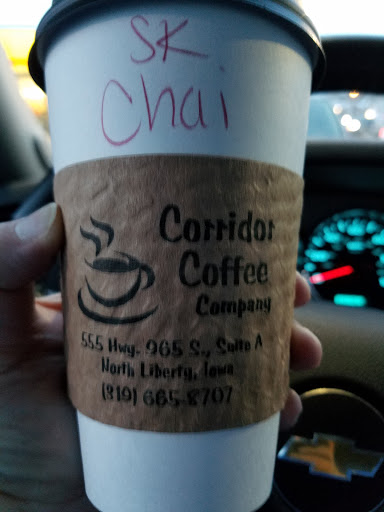 SK
Chai
Corridor
Coffee
Company
555 Hwy. 965 S., Suite A
North Liberty, Iowa
(319) 665-8707